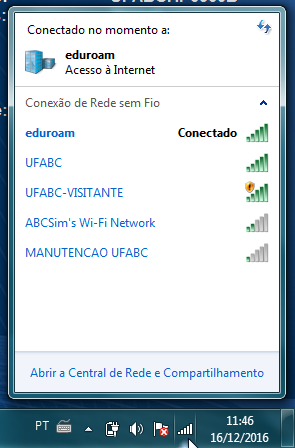 Conectado no momento a:
eduroam
Acesso à Internet
Conexão de Rede sem Fio
eduroam Conectado
UFABC
UFABC-VISITANTE
ABCSim's Wi-Fi Network
MANUTENCAO UFABC
Abrir a Central de Rede e Compartilhamento
PT
11:46
16/12/2016